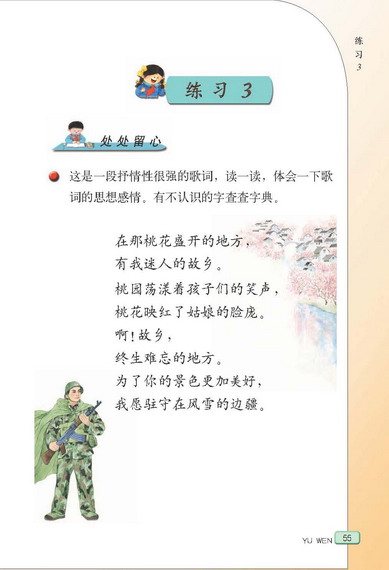 练习3
练习 3
处处留心
这是一段抒情性很强的歌词，读一读，体会一下歌
词的思想感情。有不认识的字查查字典。
在那桃花盛开的地方，
有我迷人的故乡。
桃园荡漾着孩子们的笑声，
桃花映红了姑娘的脸庞。
啊！故乡，
终生难忘的地方。
为了你的景色更加美好，
我愿驻守在风雪的边疆。
YU WEN 55